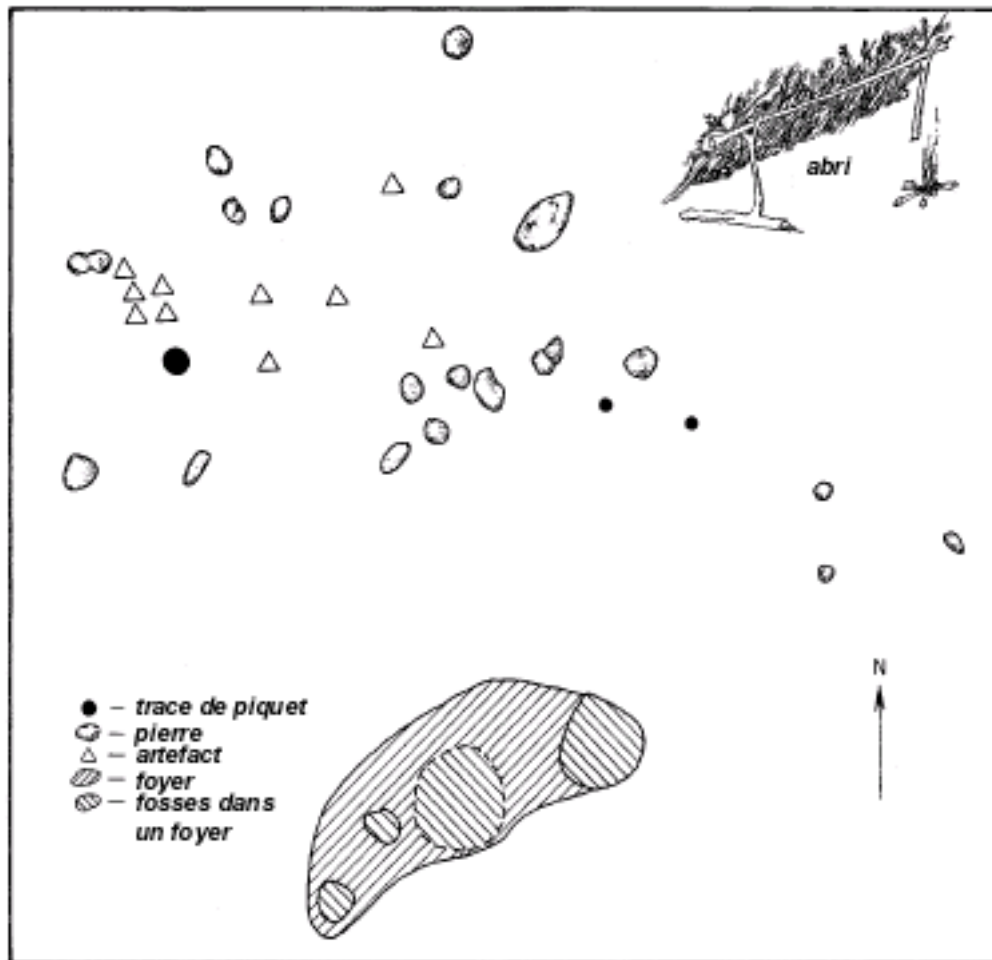 abri
N
– trace de piquet
– pierre
– artefact
– foyer
– fosses dans
un foyer